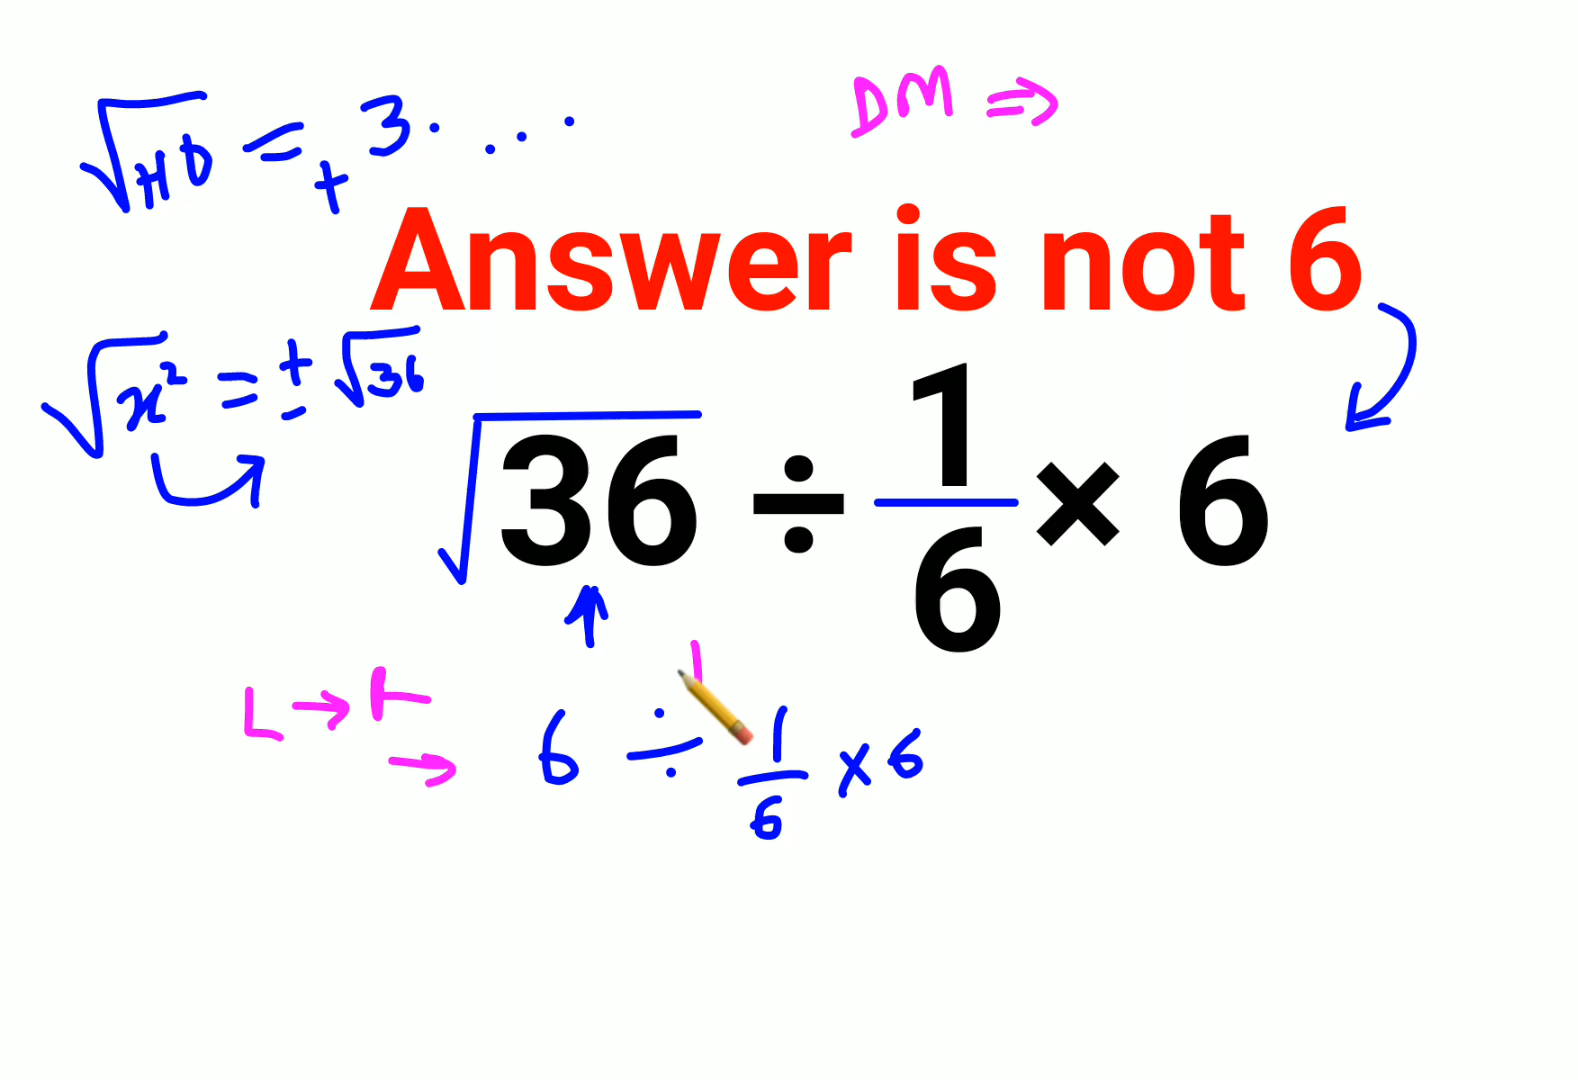 √HD = +3. . . .
DM ⇒
Answer is not 6
√x² = ± √36
√36 ÷ 1/6 × 6
L →
→ 6 ÷ 1/6 × 6